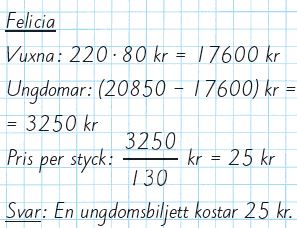 Felicia
Vuxna: 220 · 80 kr = 17600 kr
Ungdomar: (20850 - 17600) kr =
= 3250 kr
Pris per styck: 3250/130 kr = 25 kr
Svar: En ungdomsbiljett kostar 25 kr.